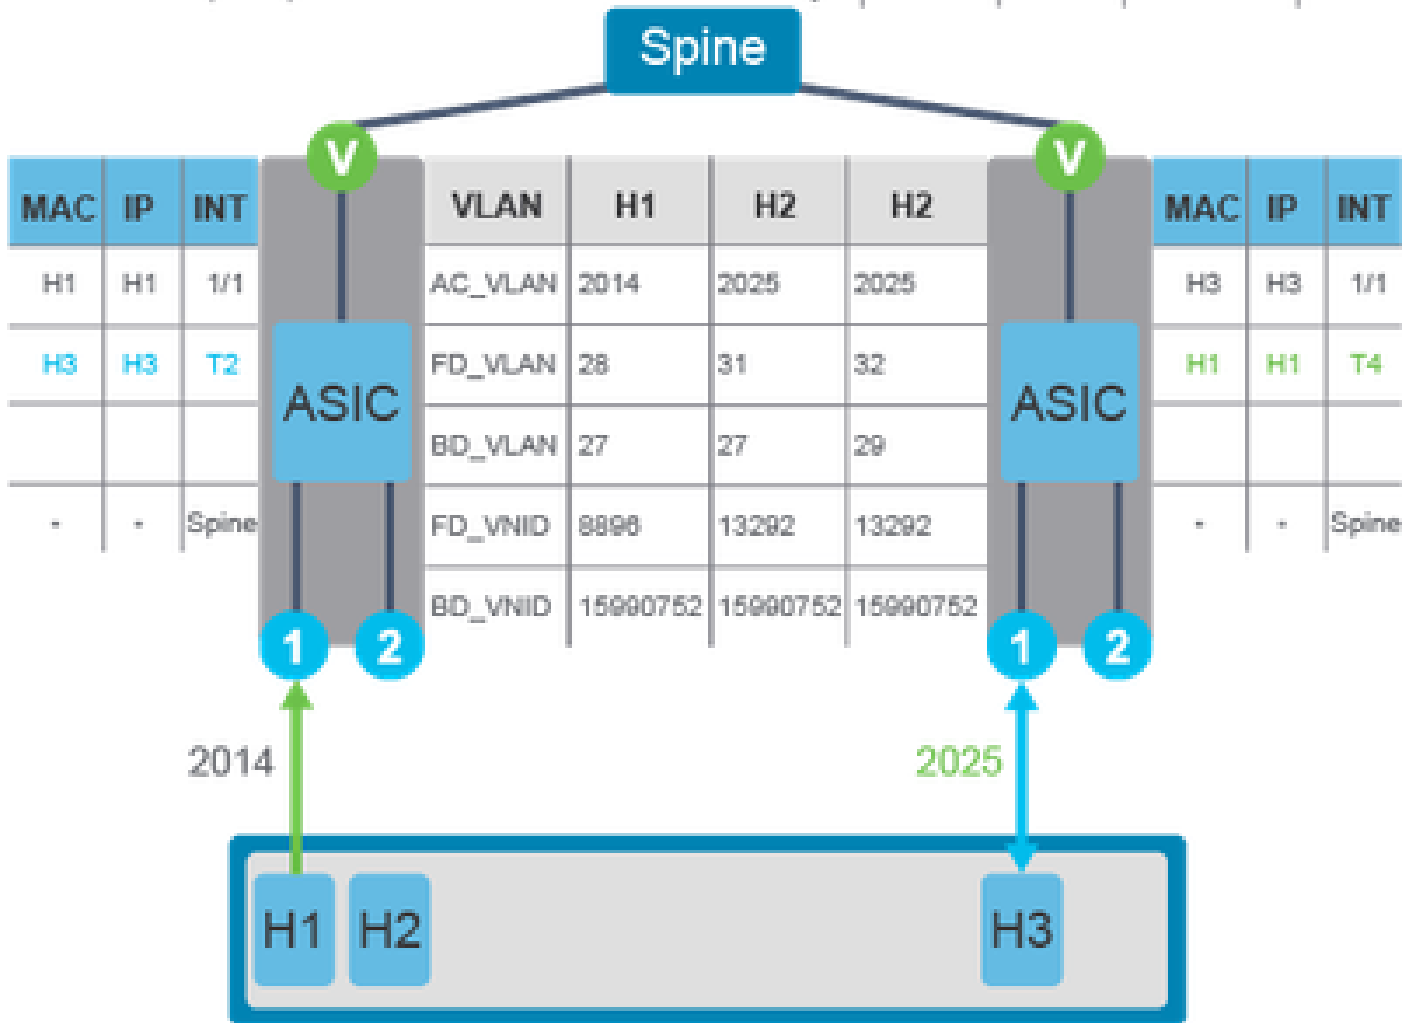 Spine
V V
MAC IP INT VLAN H1 H2 H2 MAC IP INT
H1 H1 1/1 AC_VLAN 2014 2025 2025 H3 H3 1/1
H3 H3 T2 FD_VLAN 28 31 32 H1 H1 T4
ASIC ASIC
BD_VLAN 27 27 29
- - Spine FD_VNID 8896 13292 13292 - - Spine
BD_VNID 15990752 15990752 15990752
1 2 1 2
2014 2025
H1 H2 H3